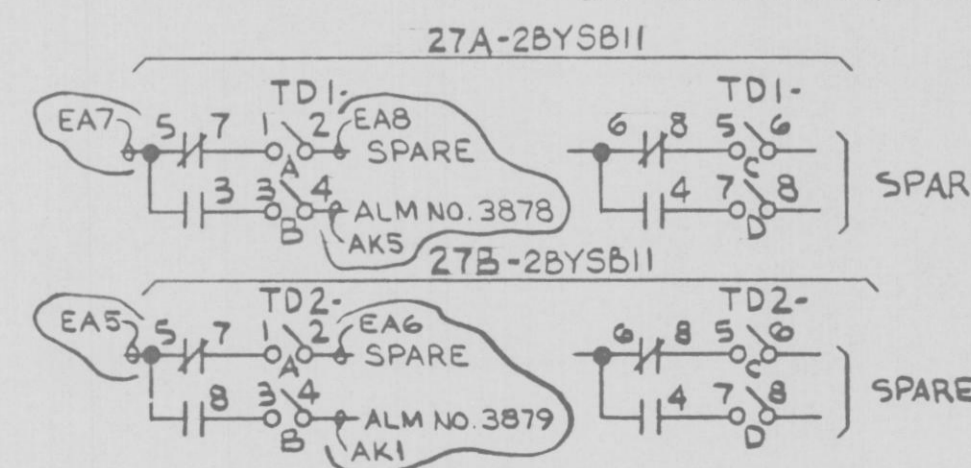 27A-2BYSB11
TD1- TD1-
EA7 5 7 1 2 EA8 6 8 5 6
A SPARE C
3 3 4 ALM NO. 3878 4 7 8 SPAR
B AK5 D
27B-2BYSB11
TD2- TD2-
EA5 5 7 1 2 EA6 6 8 5 6
A SPARE C
8 3 4 ALM NO. 3879 4 7 8 SPARE
B AK1 D